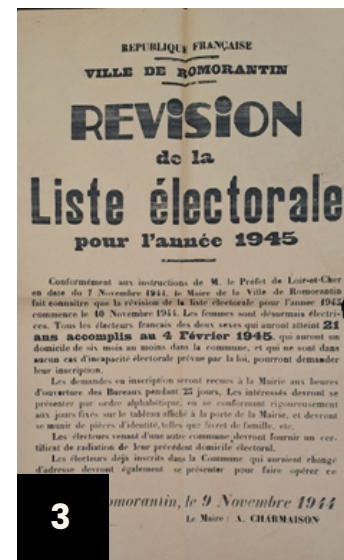 REPUBLIQUE FRANÇAISE
VILLE DE ROMORANTIN
REVISION
de la
Liste électorale
pour l'année 1945
Conformément aux instructions de M. le Préfet de Loir-et-Cher
en date du 7 Novembre 1944, le Maire de la Ville de Romorantin
fait connaître que la révision de la liste électorale pour l'année 1945
commence le 10 Novembre 1944. Les femmes sont désormais électri-
ces. Tous les électeurs français des deux sexes qui auront atteint 21
ans accomplis au 4 Février 1945, qui auront un
domicile de six mois au moins dans la commune, et qui ne sont dans
aucun cas d'incapacité électorale prévue par la loi, pourront demander
leur inscription.
Les demandes en inscription seront reçues à la Mairie aux heures
d'ouverture des Bureaux pendant 25 jours. Les intéressés devront se
présenter par ordre alphabétique, en se conformant rigoureusement
aux jours fixés sur le tableau affiché à la porte de la Mairie, et devront
se munir de pièces d'identité, telles que livret de famille, etc.
Les électeurs venant d'une autre commune devront fournir un cer-
tificat de radiation de leur précédent domicile électoral.
Les électeurs déjà inscrits dans la Commune qui auraient changé
d'adresse devront également se présenter pour faire opérer ce
omorantin, le 9 Novembre 1944
Le Maire : A. CHARMAISON
3